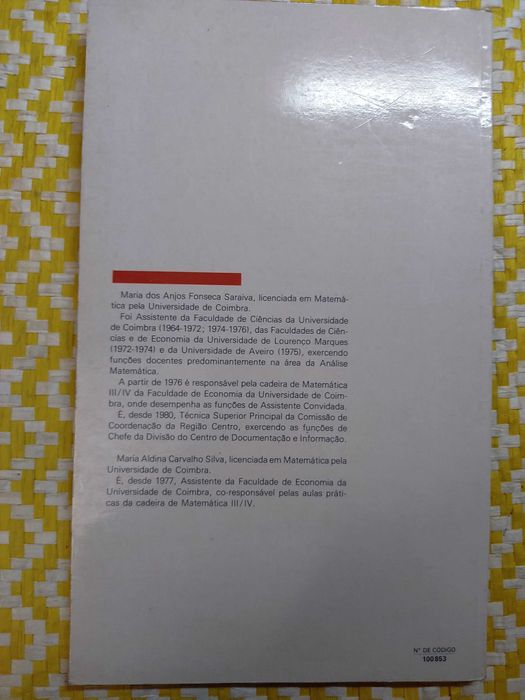 Maria dos Anjos Fonseca Saraiva, licenciada em Matemá-
tica pela Universidade de Coimbra.
Foi Assistente da Faculdade de Ciências da Universidade
de Coimbra (1964-1972; 1974-1976), das Faculdades de Ciên-
cias e de Economia da Universidade de Lourenço Marques
(1972-1974) e da Universidade de Aveiro (1975), exercendo
funções docentes predominantemente na área da Análise
Matemática.
A partir de 1976 é responsável pela cadeira de Matemática
III/IV da Faculdade de Economia da Universidade de Coim-
bra, onde desempenha as funções de Assistente Convidada.
É, desde 1980, Técnica Superior Principal da Comissão de
Coordenação da Região Centro, exercendo as funções de
Chefe da Divisão do Centro de Documentação e Informação.
Maria Aldina Carvalho Silva, licenciada em Matemática pela
Universidade de Coimbra.
É, desde 1977, Assistente da Faculdade de Economia da
Universidade de Coimbra, co-responsável pelas aulas práti-
cas da cadeira de Matemática III/IV.
N° DE CÓDIGO
100853